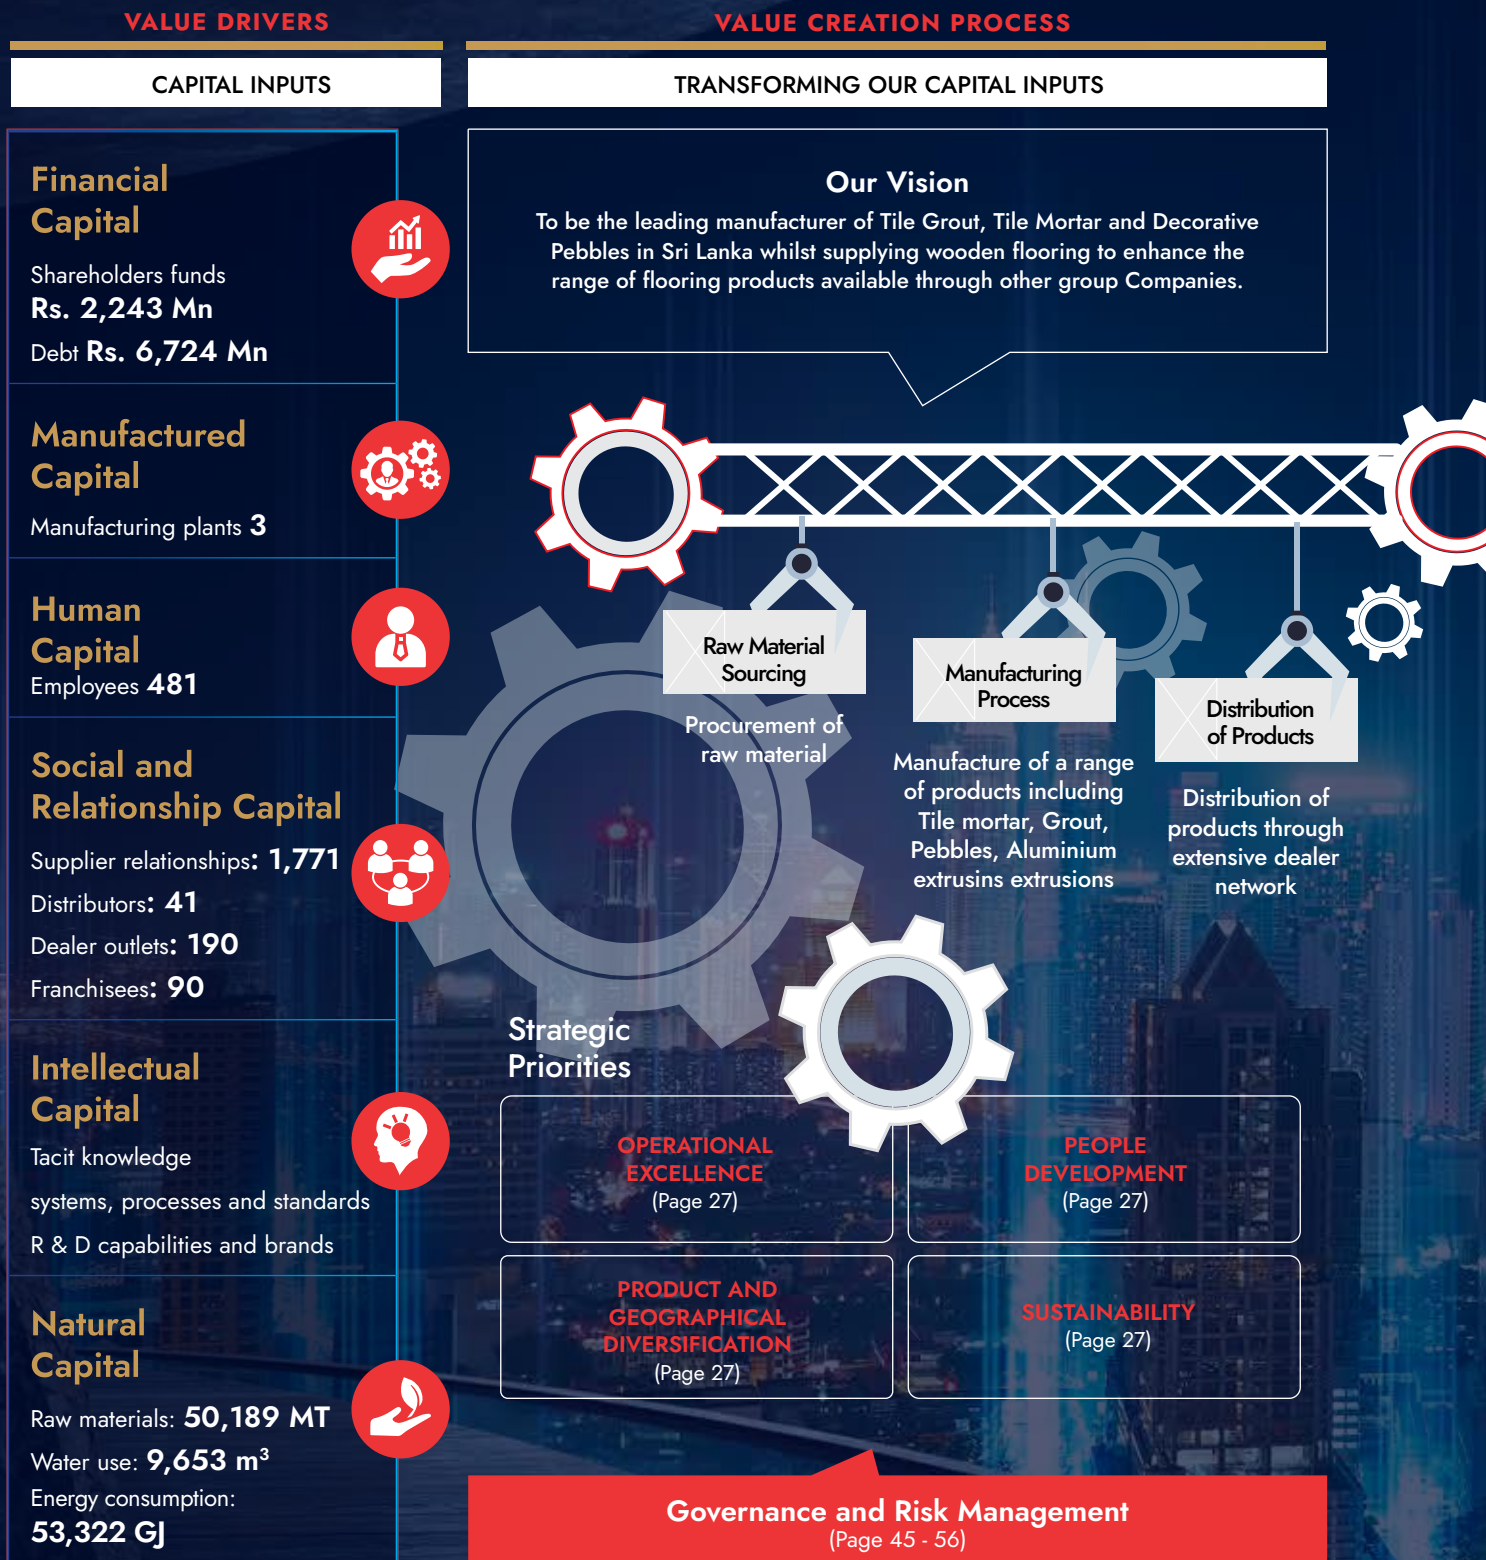 VALUE DRIVERS
CAPITAL INPUTS
Financial
Capital
Shareholders funds
Rs. 2,243 Mn
Debt Rs. 6,724 Mn
Manufactured
Capital
Manufacturing plants 3
Human
Capital
Employees 481
Social and
Relationship Capital
Supplier relationships: 1,771
Distributors: 41
Dealer outlets: 190
Franchisees: 90
Intellectual
Capital
Tacit knowledge
systems, processes and standards
R & D capabilities and brands
Natural
Capital
Raw materials: 50,189 MT
Water use: 9,653 m³
Energy consumption:
53,322 GJ
VALUE CREATION PROCESS
TRANSFORMING OUR CAPITAL INPUTS
Our Vision
To be the leading manufacturer of Tile Grout, Tile Mortar and Decorative
Pebbles in Sri Lanka whilst supplying wooden flooring to enhance the
range of flooring products available through other group Companies.
Raw Material
Sourcing
Procurement of
raw material
Manufacturing
Process
Manufacture of a range
of products including
Tile mortar, Grout,
Pebbles, Aluminium
extrusins extrusions
Distribution
of Products
Distribution of
products through
extensive dealer
network
Strategic
Priorities
OPERATIONAL
EXCELLENCE
(Page 27)
PEOPLE
DEVELOPMENT
(Page 27)
PRODUCT AND
GEOGRAPHICAL
DIVERSIFICATION
(Page 27)
SUSTAINABILITY
(Page 27)
Governance and Risk Management
(Page 45 - 56)